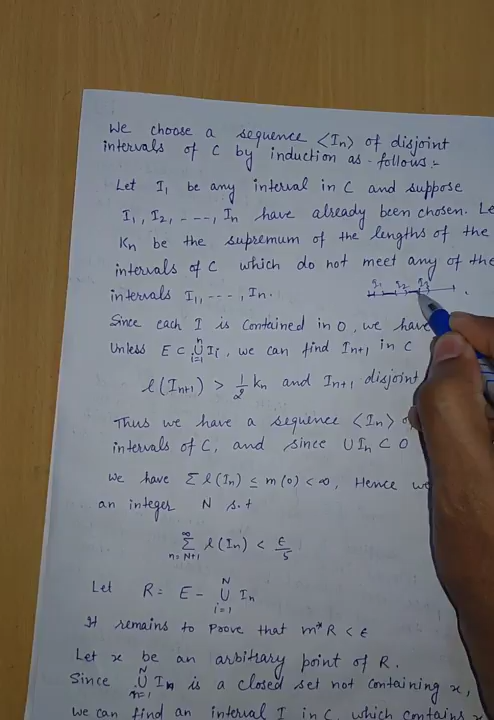 We choose a sequence <In> of disjoint
intervals of C by induction as follows :-
Let I1 be any interval in C and suppose
I1, I2, ----, In have already been chosen. Le
Kn be the supremum of the lengths of the
intervals of C which do not meet any of the
intervals I1, ----, In.
Since each I is contained in O, we have
Unless E ⊂ ⋃_{i=1}^{n} Ii, we can find In+1 in C
l(In+1) > 1/2 kn and In+1 disjoint
Thus we have a sequence <In>
intervals of C, and since ∪ In ⊂ O
we have Σ l(In) ≤ m(O) < ∞, Hence we
an integer N s.t
Σ_{n=N+1}^{∞} l(In) < ε/5
Let R = E - ⋃_{i=1}^{N} In
It remains to Proove that m*R < ε
Let x be an arbitrary point of R.
Since ⋃_{n=1}^{N} In is a closed set not containing x,
we can find an interval I in C, which contains x